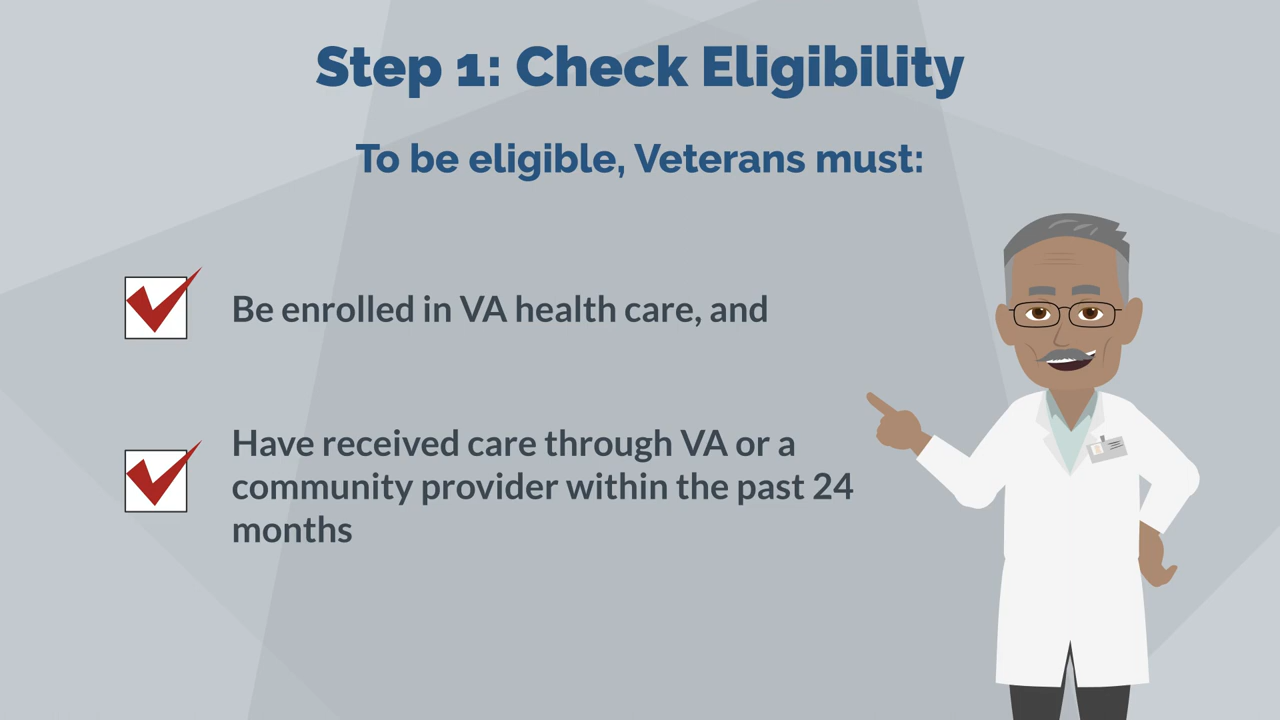 Step 1: Check Eligibility
To be eligible, Veterans must:
Be enrolled in VA health care, and
Have received care through VA or a
community provider within the past 24
months